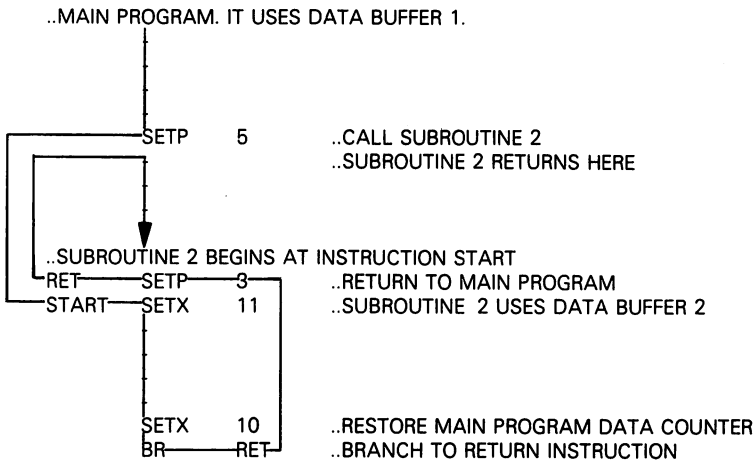 ..MAIN PROGRAM. IT USES DATA BUFFER 1.
SETP 5 ..CALL SUBROUTINE 2
..SUBROUTINE 2 RETURNS HERE
..SUBROUTINE 2 BEGINS AT INSTRUCTION START
RET SETP 3 ..RETURN TO MAIN PROGRAM
START SETX 11 ..SUBROUTINE 2 USES DATA BUFFER 2
SETX 10 ..RESTORE MAIN PROGRAM DATA COUNTER
BR RET ..BRANCH TO RETURN INSTRUCTION